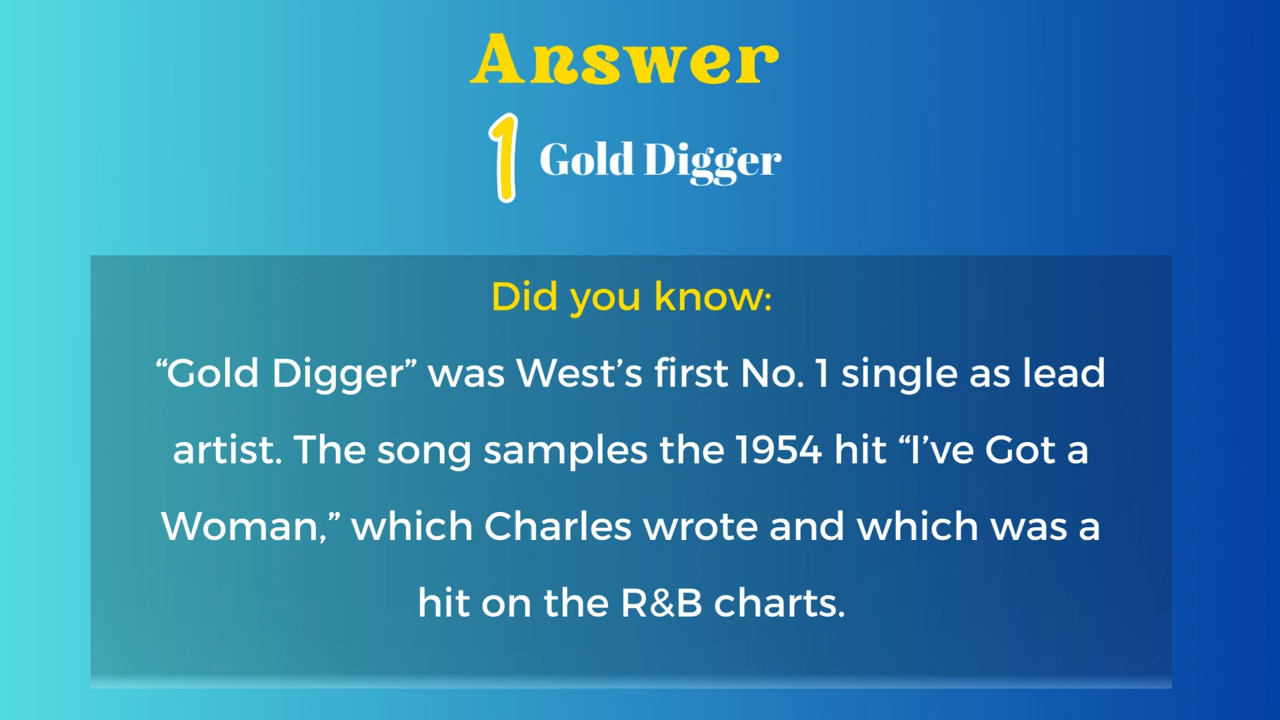 Answer
1 Gold Digger
Did you know:
“Gold Digger” was West’s first No. 1 single as lead
artist. The song samples the 1954 hit “I’ve Got a
Woman,” which Charles wrote and which was a
hit on the R&B charts.